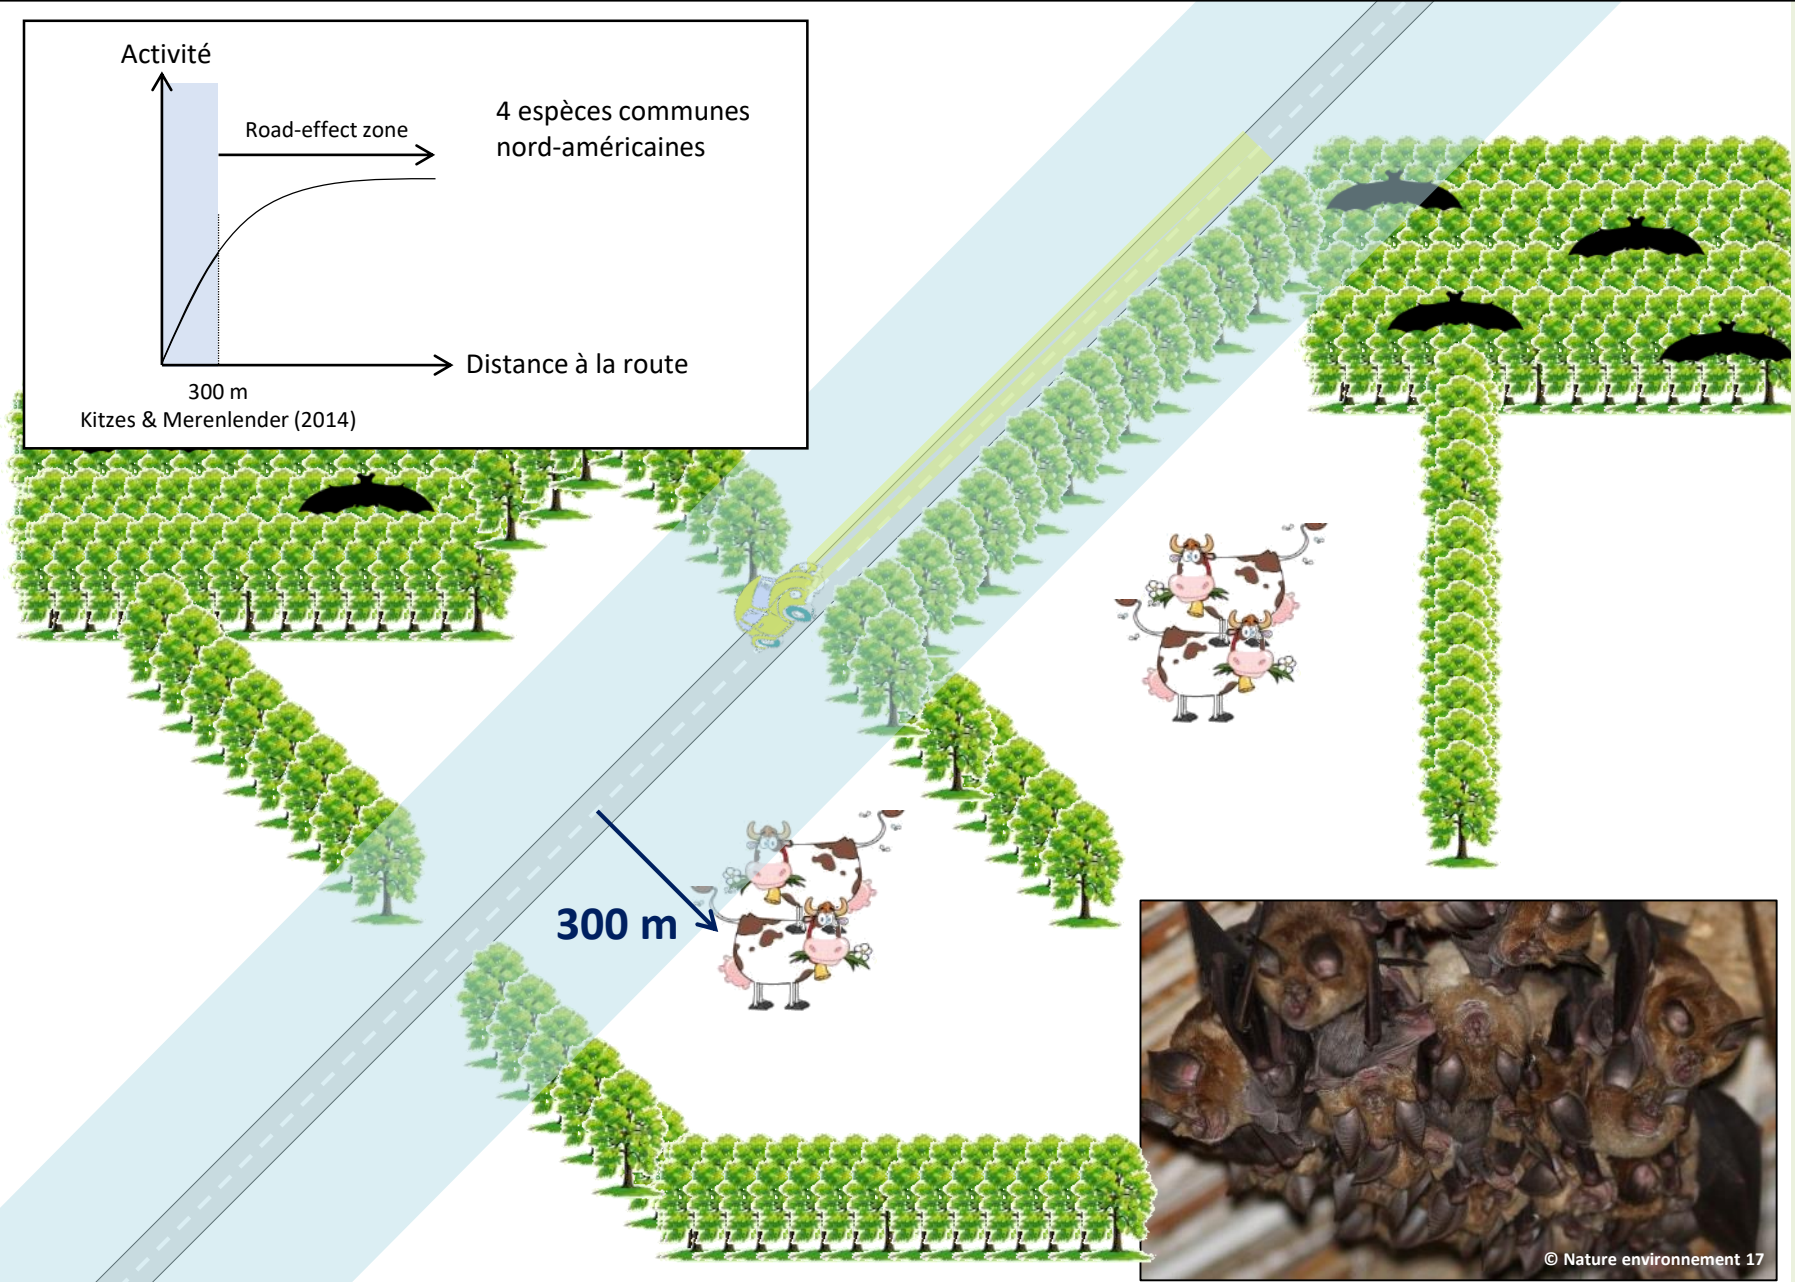 Activité
Road-effect zone
4 espèces communes
nord-américaines
Distance à la route
300 m
Kitzes & Merenlender (2014)
300 m
© Nature environnement 17